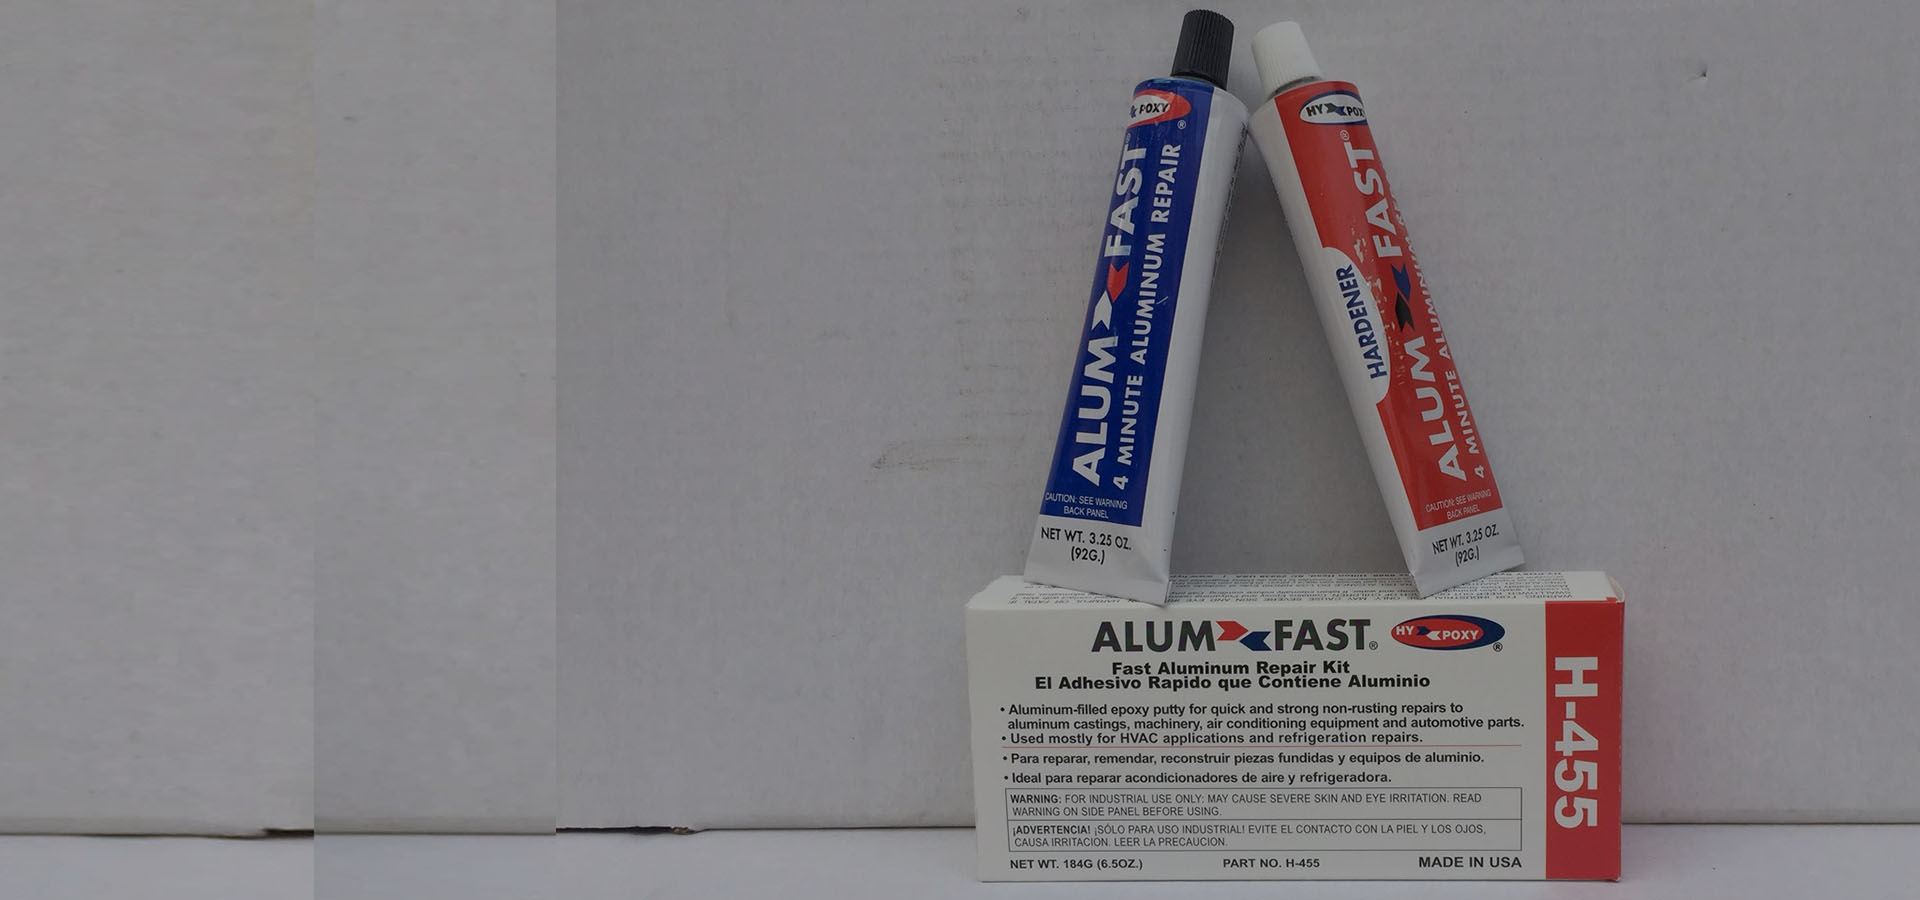 POXY®
ALUM FAST®
4 MINUTE ALUMINUM REPAIR
CAUTION: SEE WARNING
BACK PANEL
NET WT. 3.25 OZ.
(92G.)
HY POXY
ALUM FAST®
4 MINUTE ALUMINUM
HARDENER
CAUTION: SEE WARNING
BACK PANEL
NET WT. 3.25 OZ.
(92G.)
ALUM FAST® HY POXY®
Fast Aluminum Repair Kit
El Adhesivo Rapido que Contiene Aluminio
• Aluminum-filled epoxy putty for quick and strong non-rusting repairs to
aluminum castings, machinery, air conditioning equipment and automotive parts.
• Used mostly for HVAC applications and refrigeration repairs.
• Para reparar, remendar, reconstruir piezas fundidas y equipos de aluminio.
• Ideal para reparar acondicionadores de aire y refrigeradora.
WARNING: FOR INDUSTRIAL USE ONLY: MAY CAUSE SEVERE SKIN AND EYE IRRITATION. READ
WARNING ON SIDE PANEL BEFORE USING.
¡ADVERTENCIA! ¡SÓLO PARA USO INDUSTRIAL! EVITE EL CONTACTO CON LA PIEL Y LOS OJOS,
CAUSA IRRITACION. LEER LA PRECAUCION.
NET WT. 184G (6.5OZ.) PART NO. H-455 MADE IN USA
H-455